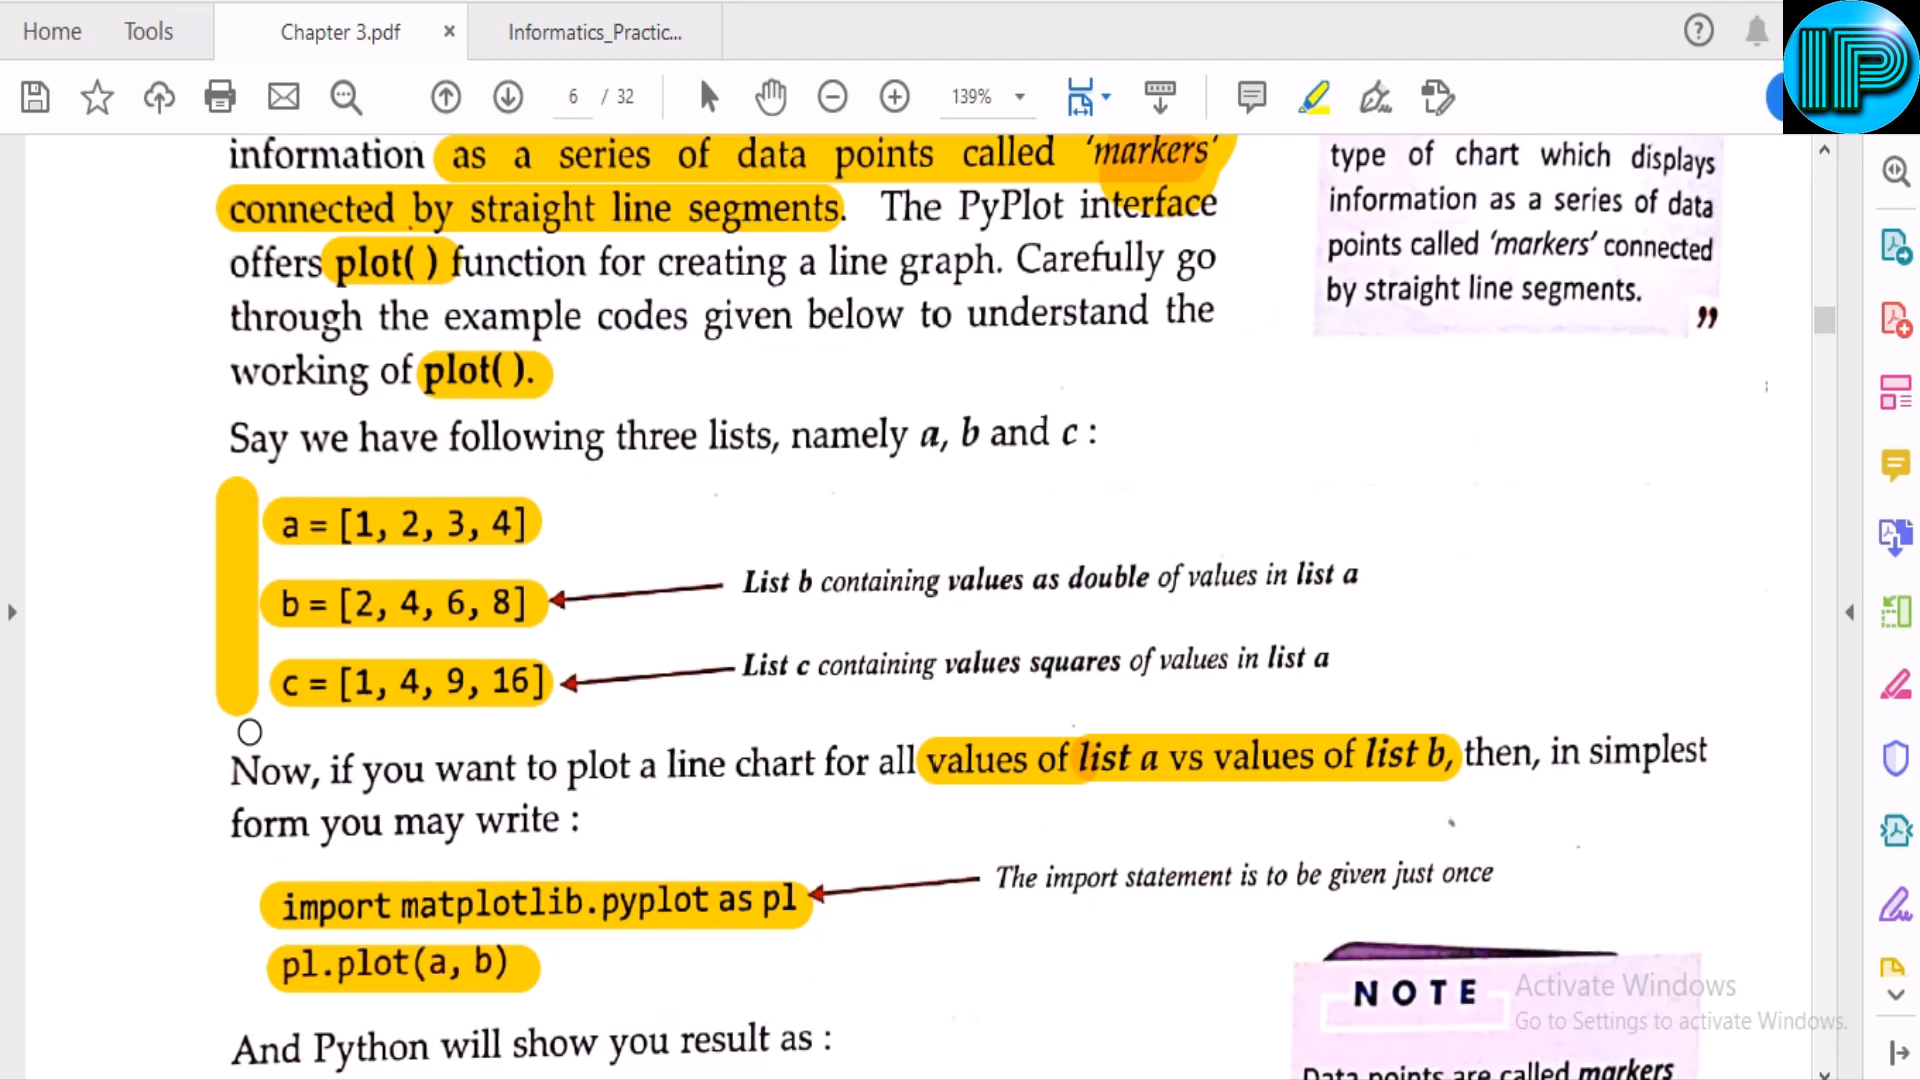 Home Tools Chapter 3.pdf × Informatics_Practic... ?
IP
6 / 32 139%
information as a series of data points called 'markers'
connected by straight line segments. The PyPlot interface
offers plot( ) function for creating a line graph. Carefully go
through the example codes given below to understand the
working of plot( ).
type of chart which displays
information as a series of data
points called 'markers' connected
by straight line segments.
”
Say we have following three lists, namely a, b and c :
a = [1, 2, 3, 4]
b = [2, 4, 6, 8] List b containing values as double of values in list a
c = [1, 4, 9, 16] List c containing values squares of values in list a
Now, if you want to plot a line chart for all values of list a vs values of list b, then, in simplest
form you may write :
import matplotlib.pyplot as pl The import statement is to be given just once
pl.plot(a, b)
And Python will show you result as :
NOTE
Data points are called markers
Activate Windows
Go to Settings to activate Windows.